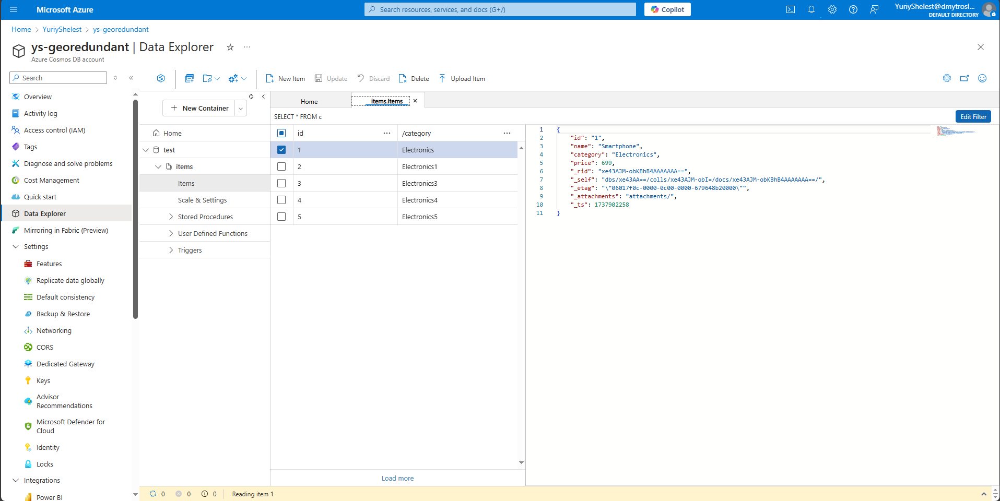 Microsoft Azure
Search resources, services, and docs (G+/)
Copilot
YuriyShelest@dmytrosl...
DEFAULT DIRECTORY
Home > YuriyShelest > ys-georedundant
ys-georedundant | Data Explorer
Azure Cosmos DB account
Search
New Item
Update
Discard
Delete
Upload Item
Overview
Activity log
Access control (IAM)
Tags
Diagnose and solve problems
Cost Management
Quick start
Data Explorer
Mirroring in Fabric (Preview)
Settings
Features
Replicate data globally
Default consistency
Backup & Restore
Networking
CORS
Dedicated Gateway
Keys
Advisor
Recommendations
Microsoft Defender for
Cloud
Identity
Locks
Integrations
Power BI
New Container
Home
test
items
Items
Scale & Settings
Stored Procedures
User Defined Functions
Triggers
Home
items.Items
SELECT * FROM c
Edit Filter
id /category
1 Electronics
2 Electronics1
3 Electronics3
4 Electronics4
5 Electronics5
Load more
1 {
2 "id": "1",
3 "name": "Smartphone",
4 "category": "Electronics",
5 "price": 699,
6 "_rid": "xe43AJM-obKBhB4AAAAAAA==",
7 "_self": "dbs/xe43AA==/colls/xe43AJM-obI=/docs/xe43AJM-obKBhB4AAAAAAA==/",
8 "_etag": "\"06017f0c-0000-0c00-0000-679648b20000\"",
9 "_attachments": "attachments/",
10 "_ts": 1737902258
11 }
0 0 0 Reading item 1